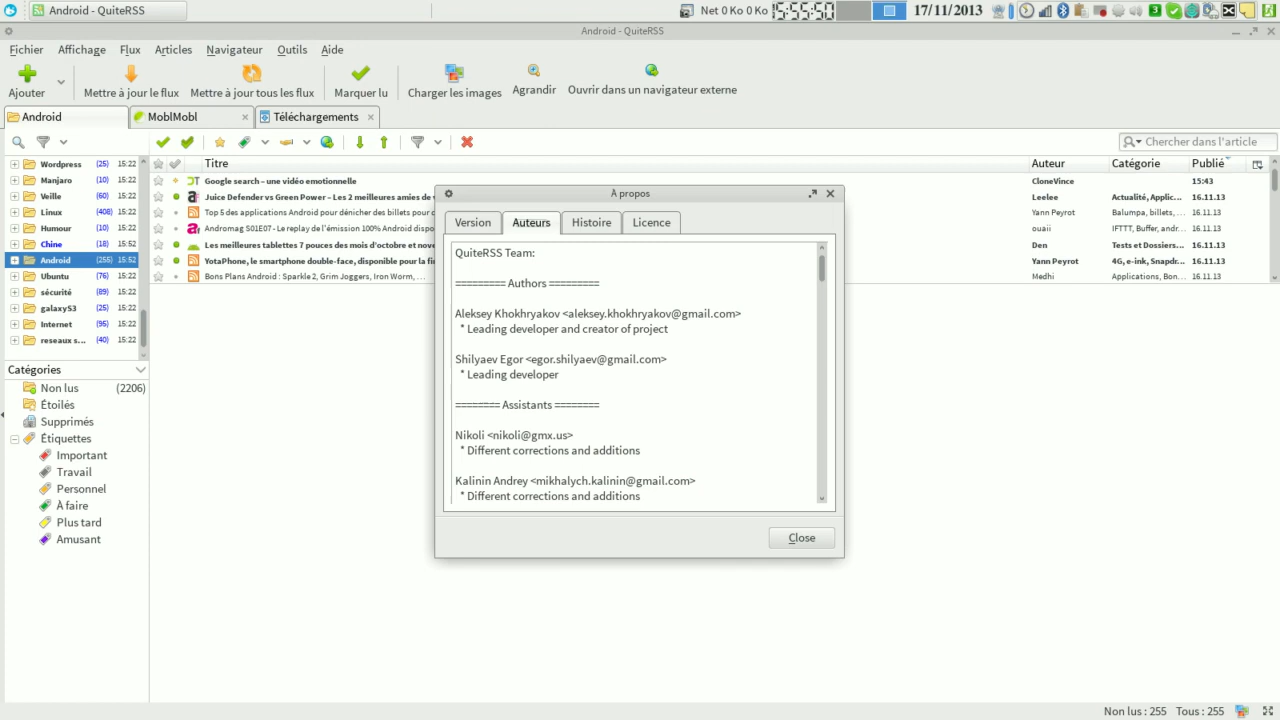 Android - QuiteRSS
Net 0 Ko 0 Ko
15:55:50
17/11/2013
3
Android - QuiteRSS
Fichier Affichage Flux Articles Navigateur Outils Aide
Ajouter Mettre à jour le flux Mettre à jour tous les flux Marquer lu Charger les images Agrandir Ouvrir dans un navigateur externe
Android MoblMobl Téléchargements
Chercher dans l'article
Wordpress (25) 15:22
Manjaro (10) 15:22
Veille (60) 15:22
Linux (408) 15:22
Humour (10) 15:22
Chine (18) 15:52
Android (255) 15:52
Ubuntu (76) 15:22
sécurité (89) 15:22
galaxyS3 (28) 15:22
Internet (95) 15:22
reseaux s... (40) 15:22
Catégories
Non lus (2206)
Étoilés
Supprimés
Étiquettes
Important
Travail
Personnel
À faire
Plus tard
Amusant
Titre Auteur Catégorie Publié
Google search – une vidéo emotionnelle CloneVince 15:43
Juice Defender vs Green Power – Les 2 meilleures amies de Leelee Actualité, Applic... 16.11.13
Top 5 des applications Android pour dénicher des billets pour Yann Peyrot Balumpa, billets, ... 16.11.13
Andromag S01E07 - Le replay de l'émission 100% Android dispo ouaii IFTTT, Buffer, andr... 16.11.13
Les meilleures tablettes 7 pouces des mois d'octobre et nove Den Tests et Dossiers... 16.11.13
YotaPhone, le smartphone double-face, disponible pour la fin Yann Peyrot 4G, e-ink, Snapdr... 16.11.13
Bons Plans Android : Sparkle 2, Grim Joggers, Iron Worm, ... Medhi Applications, Bon... 16.11.13
À propos
Version Auteurs Histoire Licence
QuiteRSS Team:
========= Authors =========
Aleksey Khokhryakov <aleksey.khokhryakov@gmail.com>
* Leading developer and creator of project
Shilyaev Egor <egor.shilyaev@gmail.com>
* Leading developer
======== Assistants ========
Nikoli <nikoli@gmx.us>
* Different corrections and additions
Kalinin Andrey <mikhalych.kalinin@gmail.com>
* Different corrections and additions
Close
Non lus : 255 Tous : 255